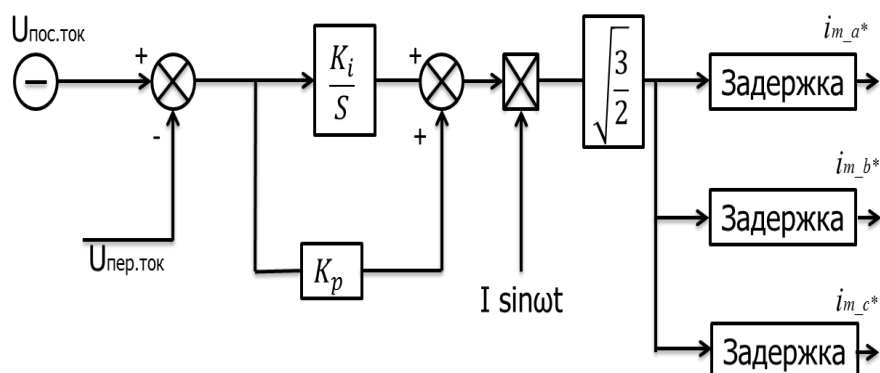 Uпос.ток
im_a*
+
−
Ki
S
+
√3/2
Задержка
-
+
im_b*
Задержка
Uпер.ток
Kp
I sinωt
im_c*
Задержка